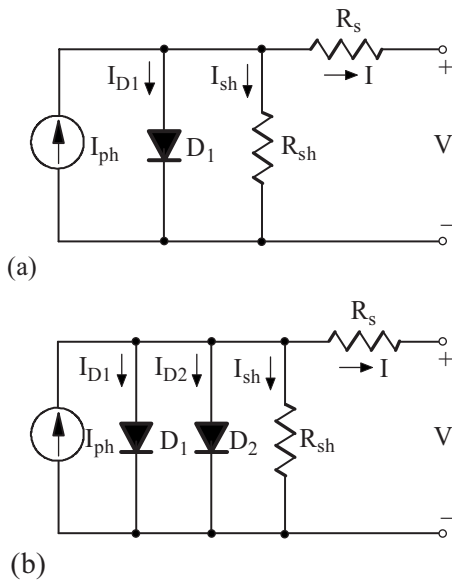 R_s
I_D1 I_sh I +
I_ph D_1 R_sh V
−
(a)
R_s
I_D1 I_D2 I_sh I +
I_ph D_1 D_2 R_sh V
−
(b)